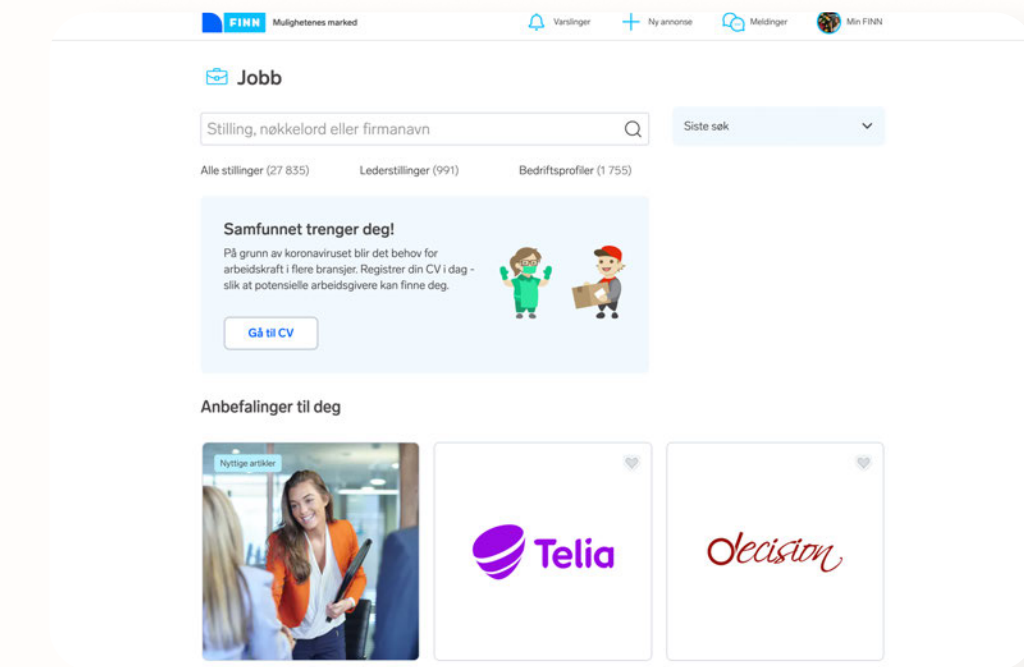 FINN Mulighetenes marked
Varslinger
Ny annonse
Meldinger
Min FINN
Jobb
Stilling, nøkkelord eller firmanavn
Siste søk
Alle stillinger (27 835)
Lederstillinger (991)
Bedriftsprofiler (1 755)
Samfunnet trenger deg!
På grunn av koronaviruset blir det behov for
arbeidskraft i flere bransjer. Registrer din CV i dag -
slik at potensielle arbeidsgivere kan finne deg.
Gå til CV
Anbefalinger til deg
Nyttige artikler
Telia
decision